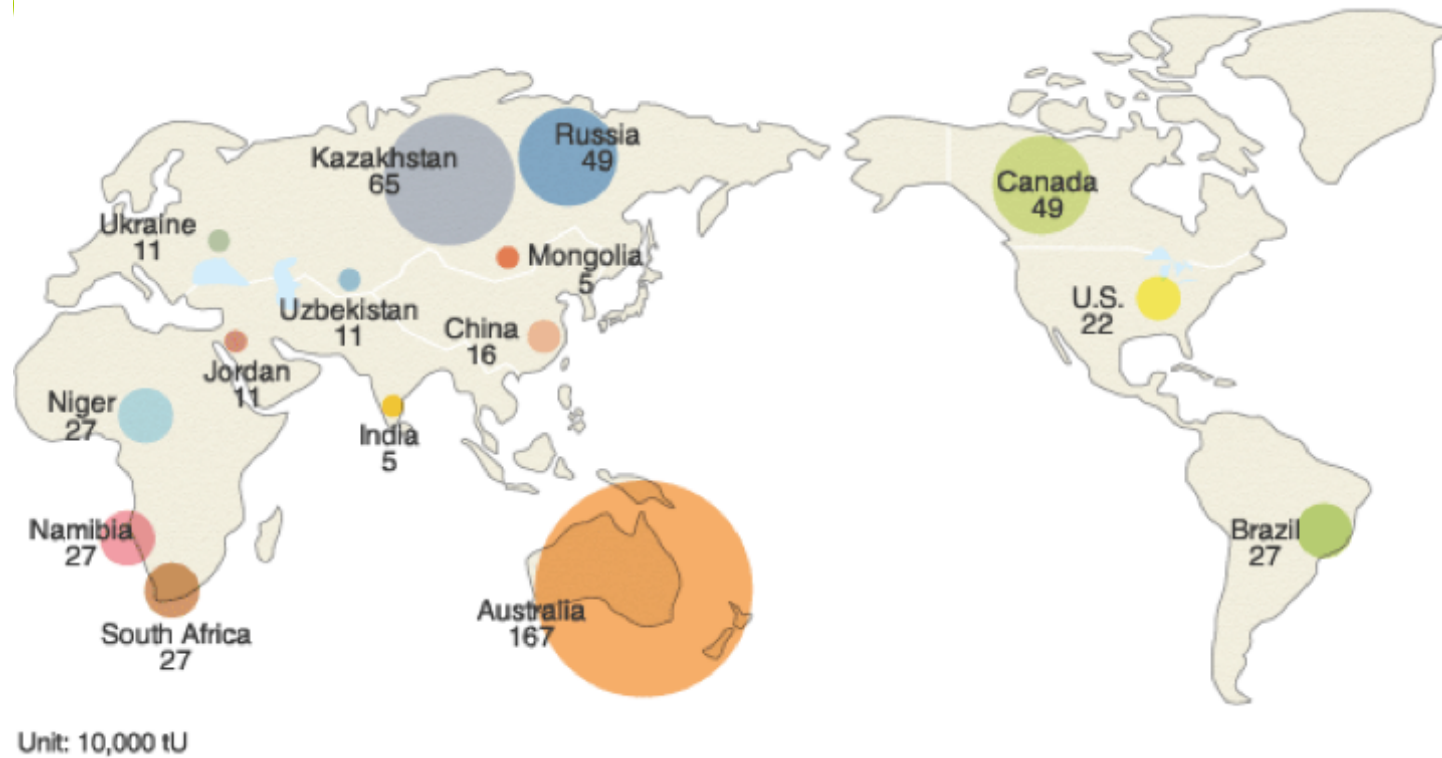 Russia
49
Kazakhstan
65
Canada
49
Ukraine
11
Mongolia
5
Uzbekistan
11
U.S.
22
China
16
Jordan
11
Niger
27
India
5
Namibia
27
Brazil
27
Australia
167
South Africa
27
Unit: 10,000 tU